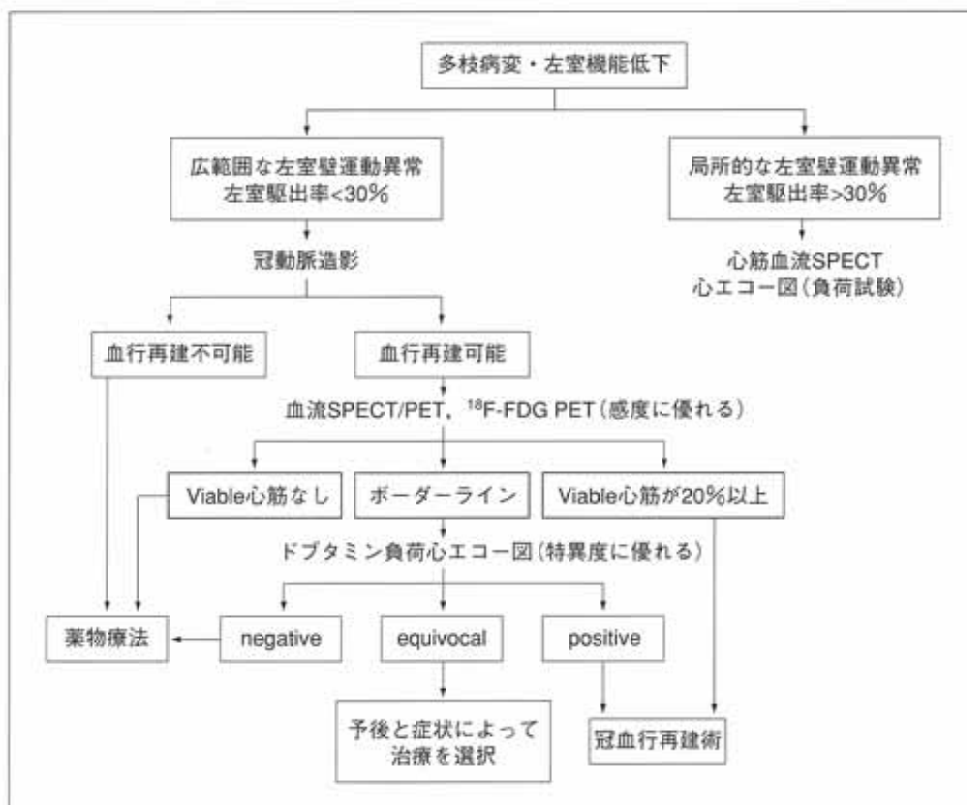 多枝病変・左室機能低下
広範囲な左室壁運動異常
左室駆出率<30%
局所的な左室壁運動異常
左室駆出率>30%
冠動脈造影
心筋血流SPECT
心エコー図(負荷試験)
血行再建不可能
血行再建可能
血流SPECT/PET, ¹⁸F-FDG PET(感度に優れる)
Viable心筋なし
ボーダーライン
Viable心筋が20%以上
ドブタミン負荷心エコー図(特異度に優れる)
薬物療法
negative
equivocal
positive
予後と症状によって
治療を選択
冠血行再建術